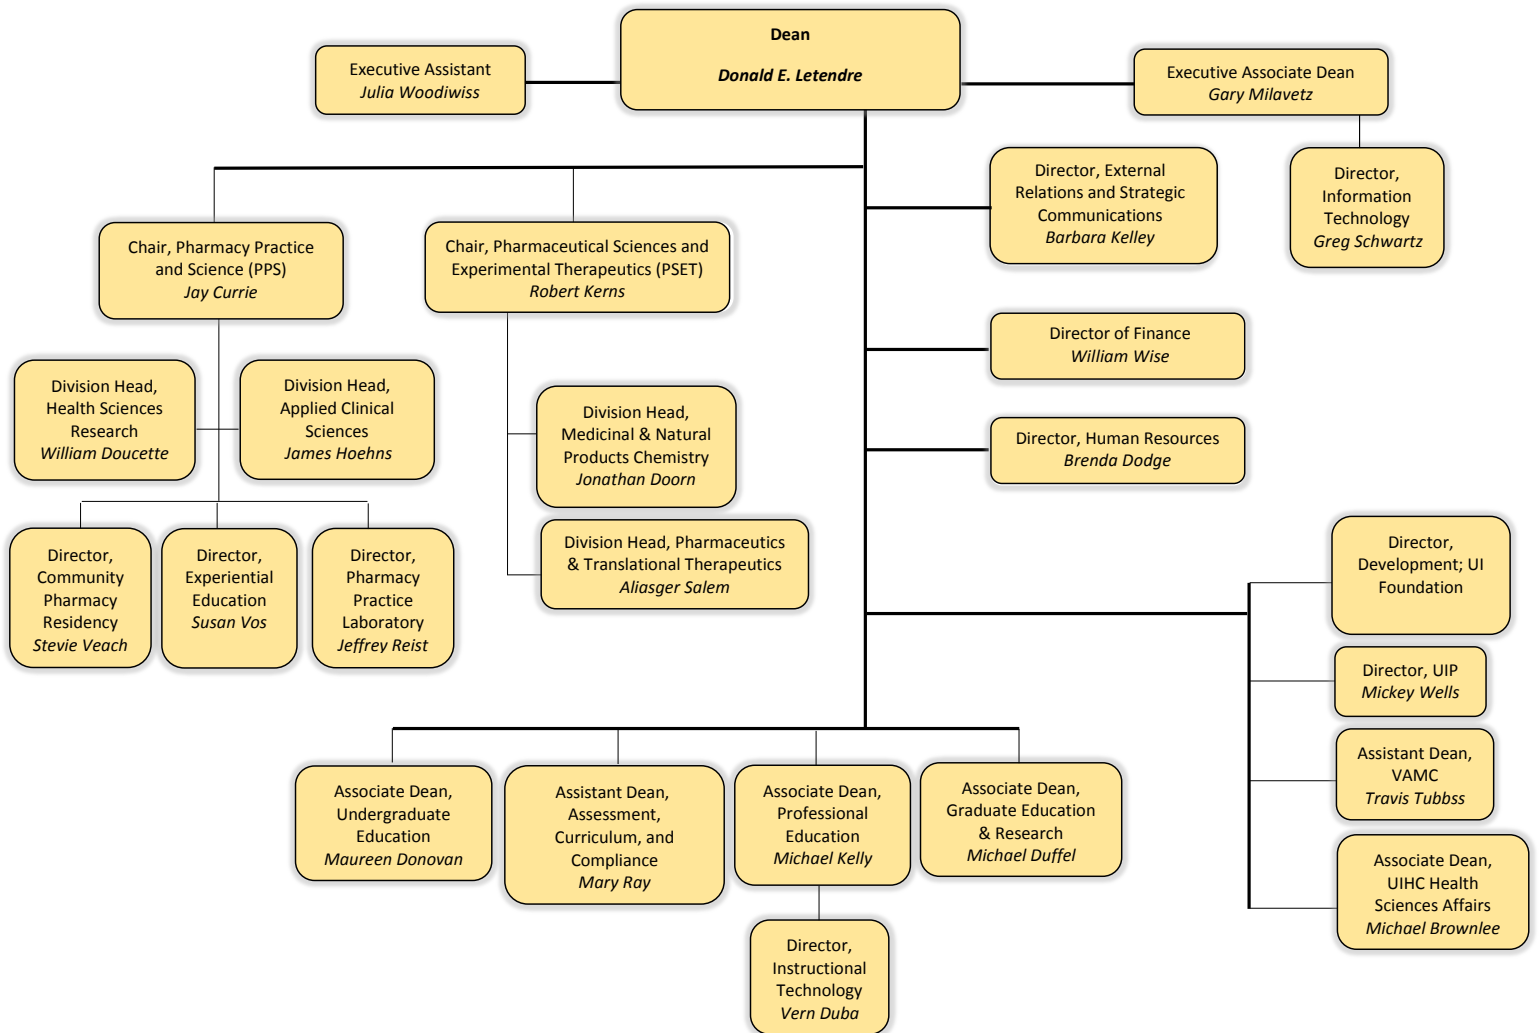 Dean
Donald E. Letendre
Executive Assistant
Julia Woodiwiss
Executive Associate Dean
Gary Milavetz
Director, External
Relations and Strategic
Communications
Barbara Kelley
Director,
Information
Technology
Greg Schwartz
Chair, Pharmacy Practice
and Science (PPS)
Jay Currie
Chair, Pharmaceutical Sciences and
Experimental Therapeutics (PSET)
Robert Kerns
Director of Finance
William Wise
Division Head,
Health Sciences
Research
William Doucette
Division Head,
Applied Clinical
Sciences
James Hoehns
Division Head,
Medicinal & Natural
Products Chemistry
Jonathan Doorn
Director, Human Resources
Brenda Dodge
Director,
Community
Pharmacy
Residency
Stevie Veach
Director,
Experiential
Education
Susan Vos
Director,
Pharmacy
Practice
Laboratory
Jeffrey Reist
Division Head, Pharmaceutics
& Translational Therapeutics
Aliasger Salem
Director,
Development; UI
Foundation
Director, UIP
Mickey Wells
Assistant Dean,
VAMC
Travis Tubbss
Associate Dean,
UIHC Health
Sciences Affairs
Michael Brownlee
Associate Dean,
Undergraduate
Education
Maureen Donovan
Assistant Dean,
Assessment,
Curriculum, and
Compliance
Mary Ray
Associate Dean,
Professional
Education
Michael Kelly
Associate Dean,
Graduate Education
& Research
Michael Duffel
Director,
Instructional
Technology
Vern Duba